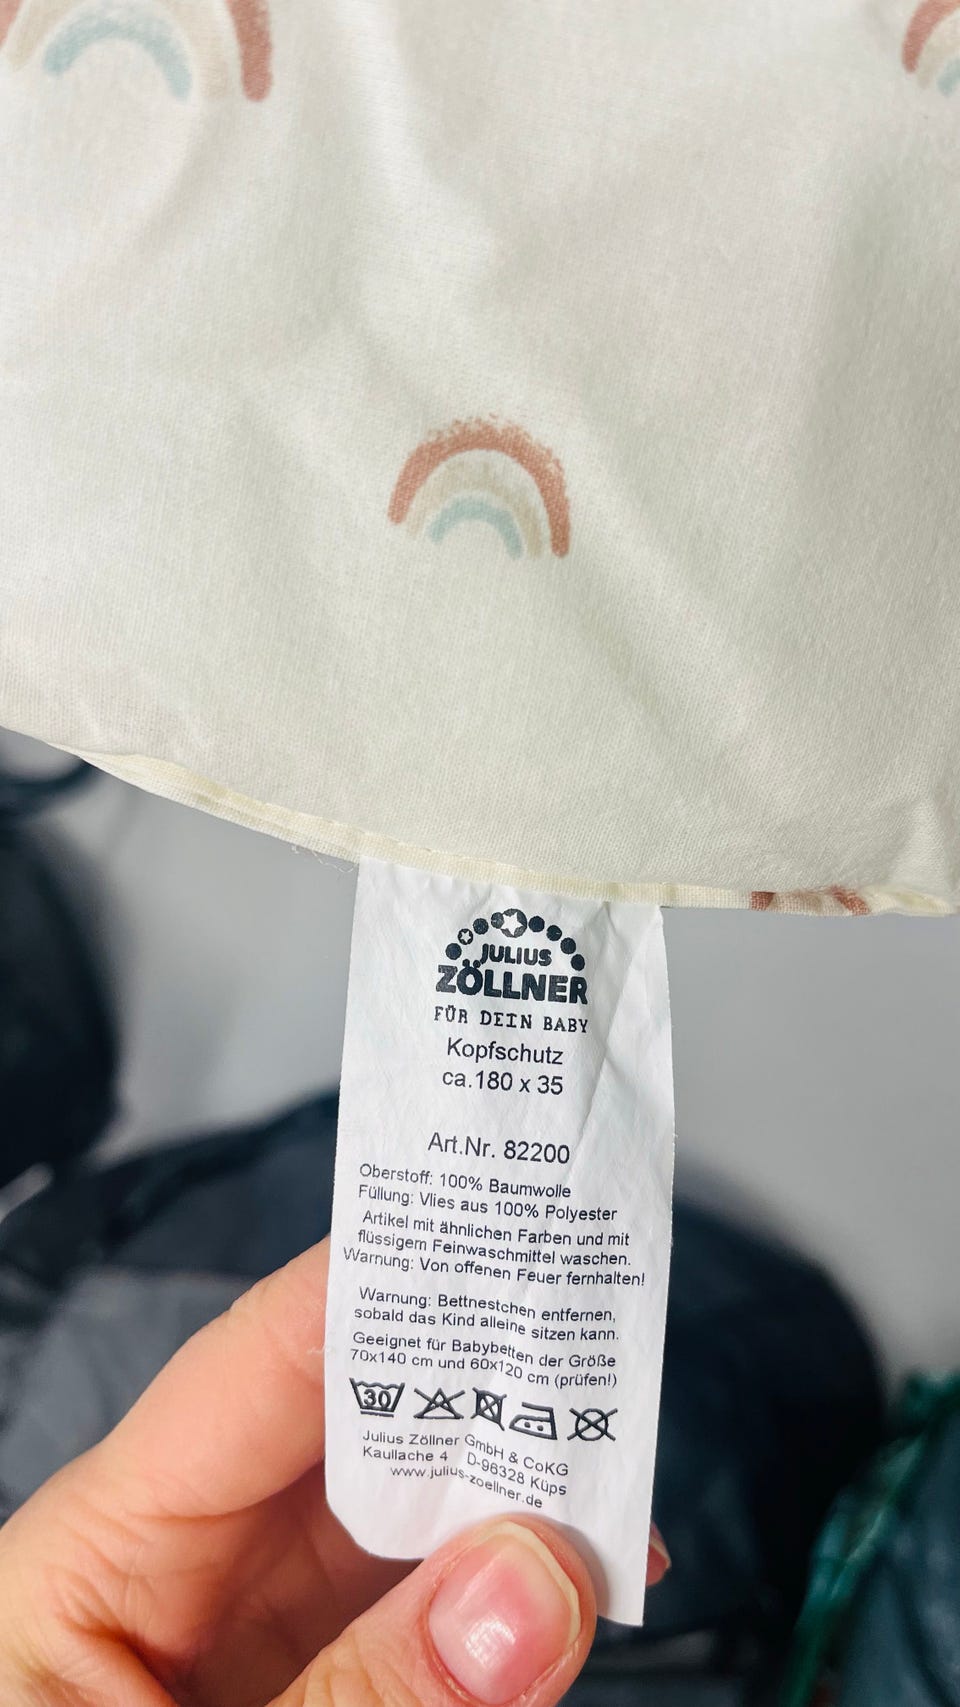 JULIUS
ZÖLLNER
FÜR DEIN BABY
Kopfschutz
ca.180 x 35
Art.Nr. 82200
Oberstoff: 100% Baumwolle
Füllung: Vlies aus 100% Polyester
Artikel mit ähnlichen Farben und mit
flüssigem Feinwaschmittel waschen.
Warnung: Von offenen Feuer fernhalten!
Warnung: Bettnestchen entfernen,
sobald das Kind alleine sitzen kann.
Geeignet für Babybetten der Größe
70x140 cm und 60x120 cm (prüfen!)
30
Julius Zöllner GmbH & CoKG
Kaullache 4 D-96328 Küps
www.julius-zoellner.de